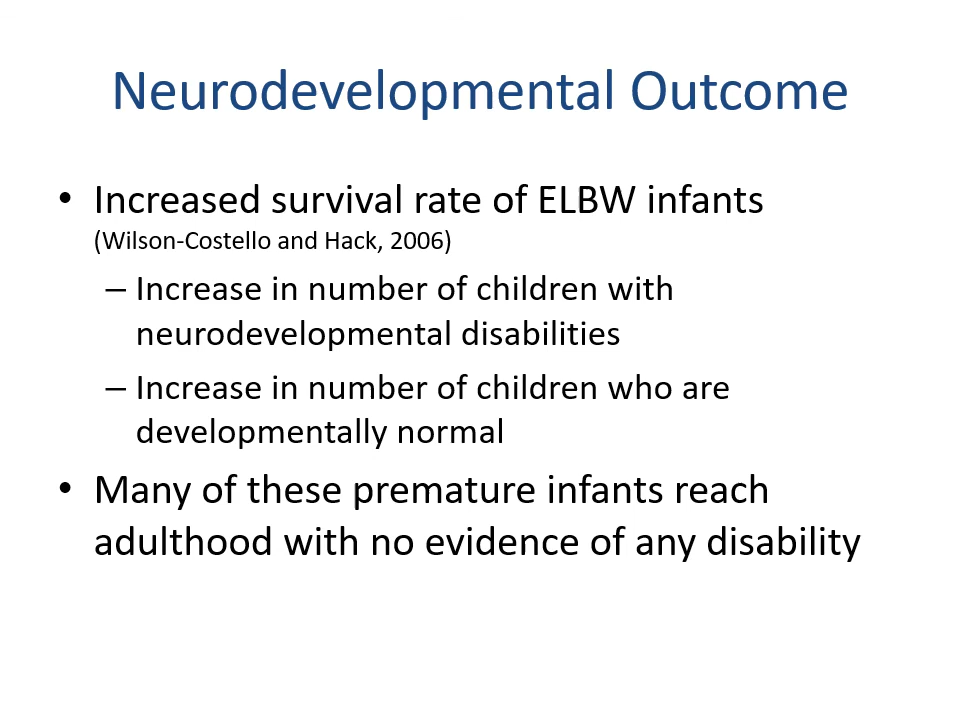 Neurodevelopmental Outcome
• Increased survival rate of ELBW infants
(Wilson-Costello and Hack, 2006)
– Increase in number of children with
neurodevelopmental disabilities
– Increase in number of children who are
developmentally normal
• Many of these premature infants reach
adulthood with no evidence of any disability